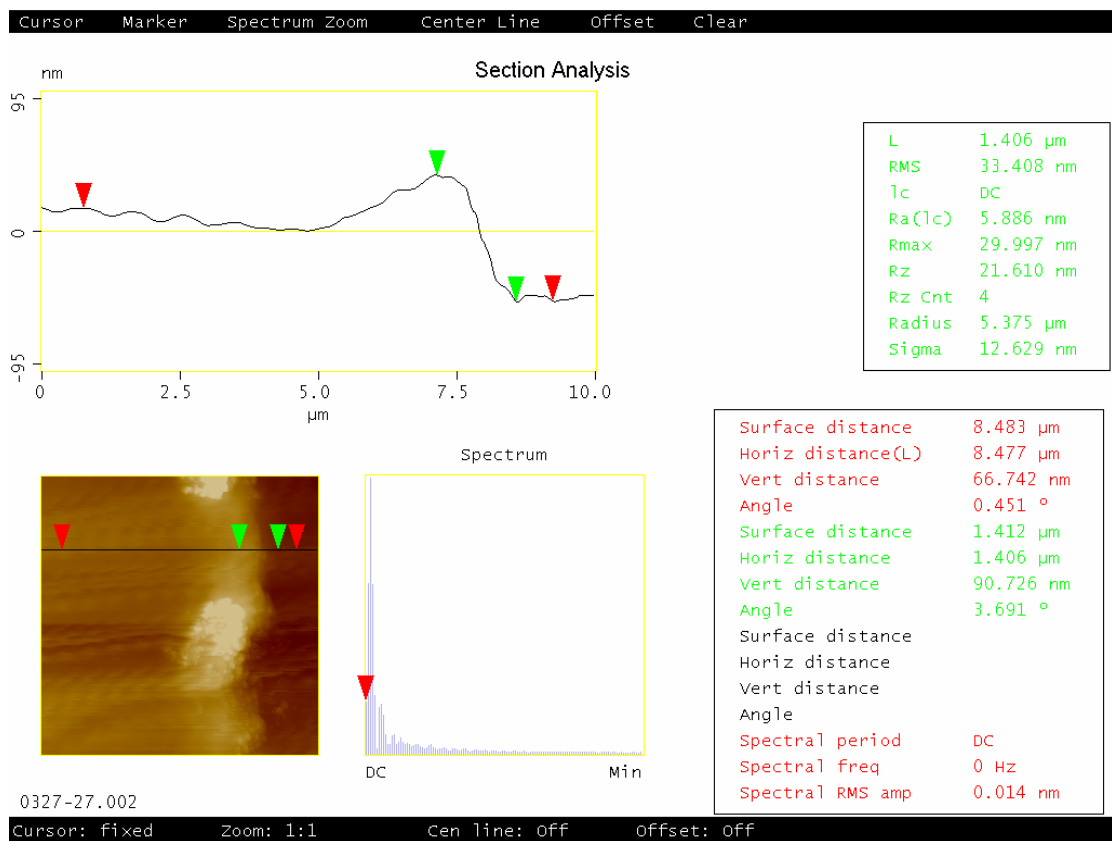 Cursor Marker Spectrum Zoom Center Line Offset Clear
Section Analysis
nm
95
0
-95
0 2.5 5.0 7.5 10.0
µm
L 1.406 µm
RMS 33.408 nm
lc DC
Ra(lc) 5.886 nm
Rmax 29.997 nm
Rz 21.610 nm
Rz Cnt 4
Radius 5.375 µm
Sigma 12.629 nm
Surface distance 8.483 µm
Horiz distance(L) 8.477 µm
Vert distance 66.742 nm
Angle 0.451 º
Surface distance 1.412 µm
Horiz distance 1.406 µm
Vert distance 90.726 nm
Angle 3.691 º
Surface distance
Horiz distance
Vert distance
Angle
Spectral period DC
Spectral freq 0 Hz
Spectral RMS amp 0.014 nm
Spectrum
DC Min
0327-27.002
Cursor: fixed Zoom: 1:1 Cen line: Off Offset: Off